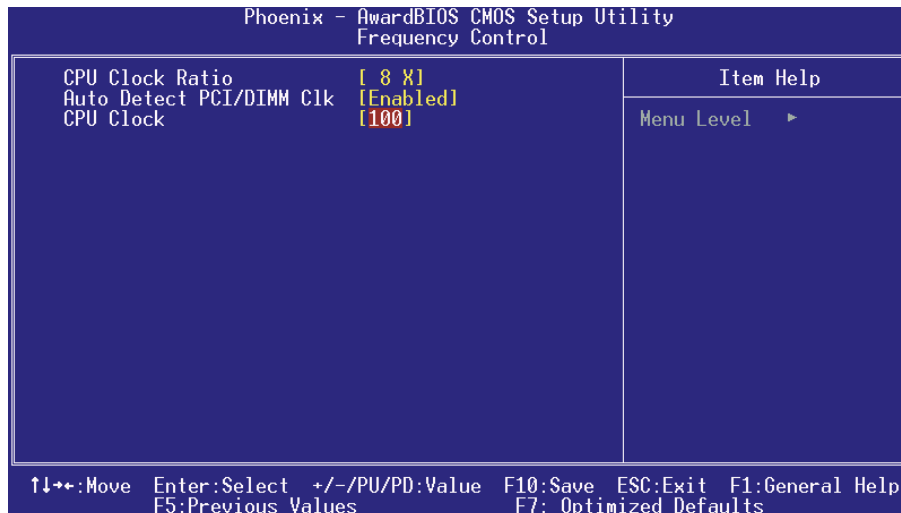 Phoenix - AwardBIOS CMOS Setup Utility
Frequency Control
CPU Clock Ratio [ 8 X]
Auto Detect PCI/DIMM Clk [Enabled]
CPU Clock [100]
Item Help
Menu Level ►
↑↓→←:Move Enter:Select +/-/PU/PD:Value F10:Save ESC:Exit F1:General Help
F5:Previous Values F7: Optimized Defaults